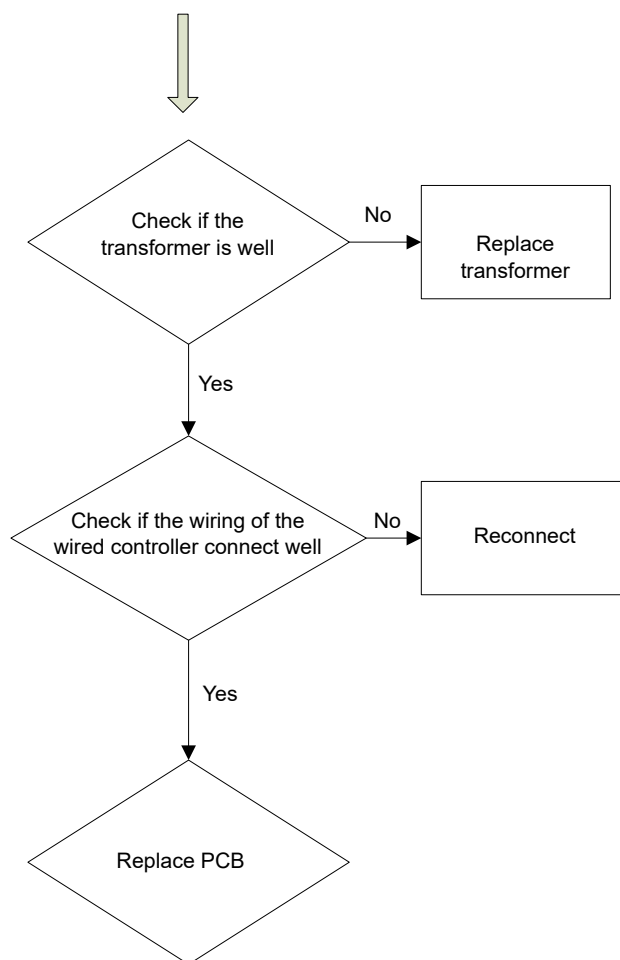 Check if the
transformer is well
No
Replace
transformer
Yes
Check if the wiring of the
wired controller connect well
No
Reconnect
Yes
Replace PCB